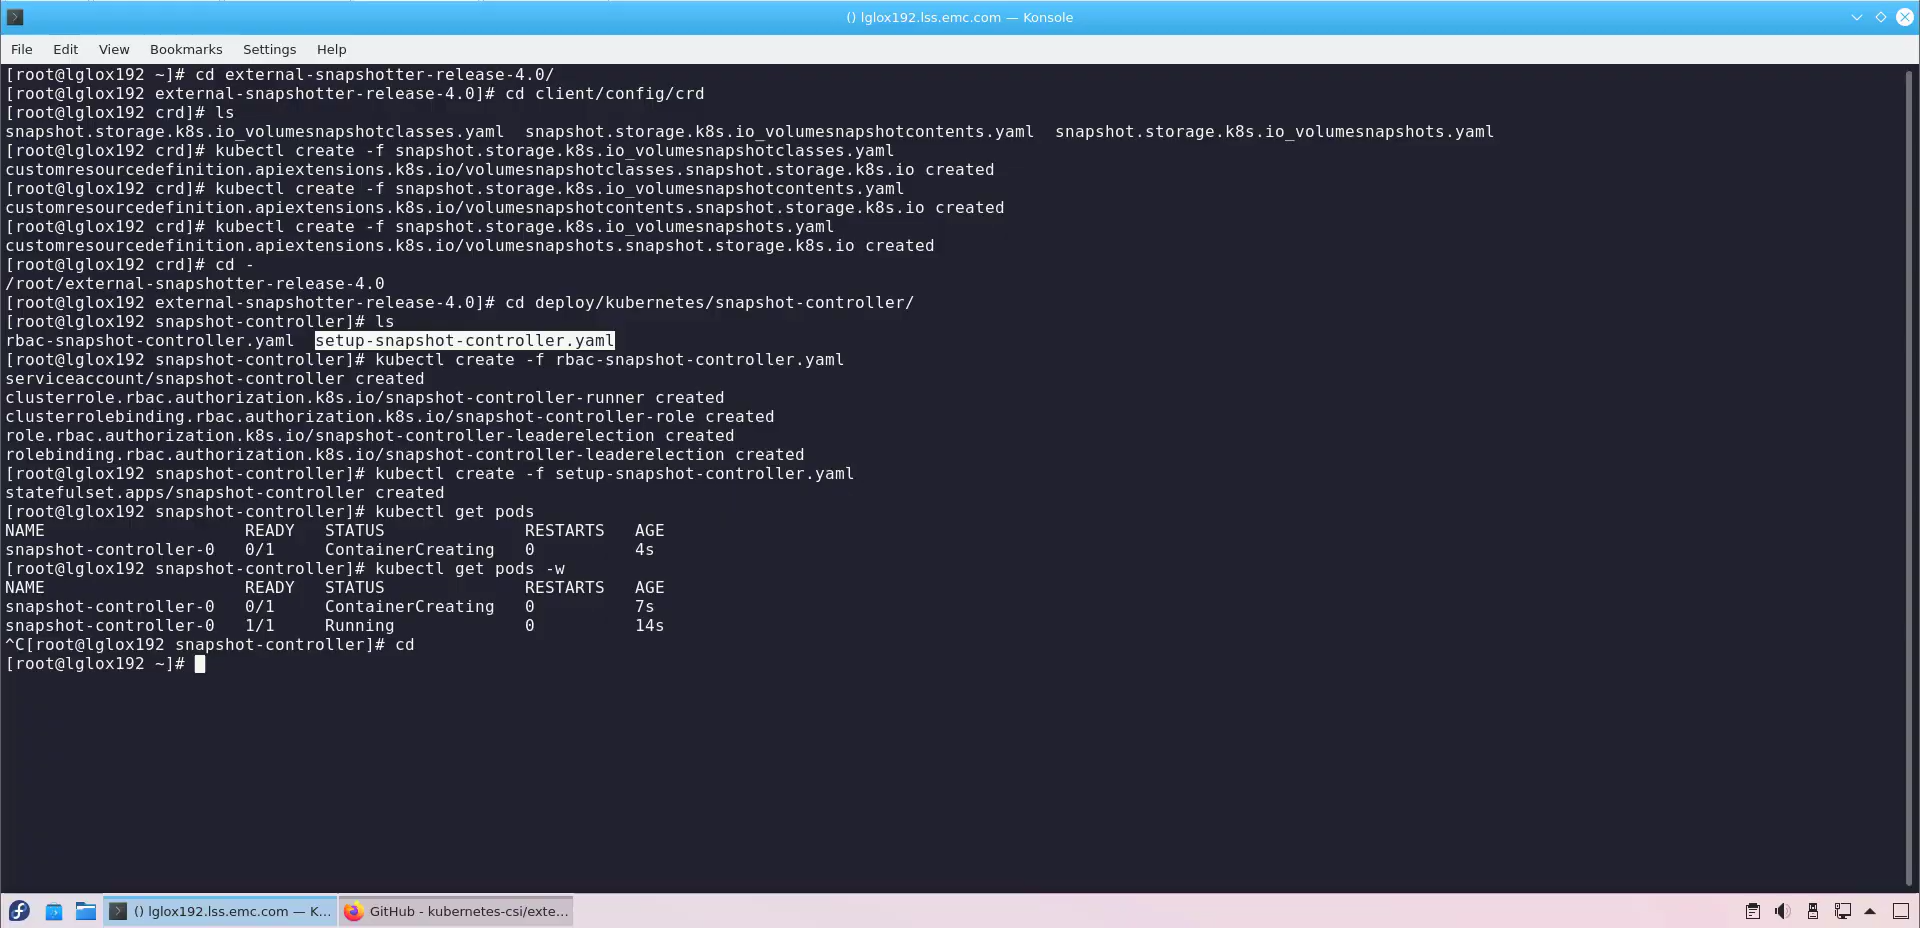 () lglox192.lss.emc.com — Konsole
File Edit View Bookmarks Settings Help
[root@lglox192 ~]# cd external-snapshotter-release-4.0/
[root@lglox192 external-snapshotter-release-4.0]# cd client/config/crd
[root@lglox192 crd]# ls
snapshot.storage.k8s.io_volumesnapshotclasses.yaml  snapshot.storage.k8s.io_volumesnapshotcontents.yaml  snapshot.storage.k8s.io_volumesnapshots.yaml
[root@lglox192 crd]# kubectl create -f snapshot.storage.k8s.io_volumesnapshotclasses.yaml
customresourcedefinition.apiextensions.k8s.io/volumesnapshotclasses.snapshot.storage.k8s.io created
[root@lglox192 crd]# kubectl create -f snapshot.storage.k8s.io_volumesnapshotcontents.yaml
customresourcedefinition.apiextensions.k8s.io/volumesnapshotcontents.snapshot.storage.k8s.io created
[root@lglox192 crd]# kubectl create -f snapshot.storage.k8s.io_volumesnapshots.yaml
customresourcedefinition.apiextensions.k8s.io/volumesnapshots.snapshot.storage.k8s.io created
[root@lglox192 crd]# cd -
/root/external-snapshotter-release-4.0
[root@lglox192 external-snapshotter-release-4.0]# cd deploy/kubernetes/snapshot-controller/
[root@lglox192 snapshot-controller]# ls
rbac-snapshot-controller.yaml  setup-snapshot-controller.yaml
[root@lglox192 snapshot-controller]# kubectl create -f rbac-snapshot-controller.yaml
serviceaccount/snapshot-controller created
clusterrole.rbac.authorization.k8s.io/snapshot-controller-runner created
clusterrolebinding.rbac.authorization.k8s.io/snapshot-controller-role created
role.rbac.authorization.k8s.io/snapshot-controller-leaderelection created
rolebinding.rbac.authorization.k8s.io/snapshot-controller-leaderelection created
[root@lglox192 snapshot-controller]# kubectl create -f setup-snapshot-controller.yaml
statefulset.apps/snapshot-controller created
[root@lglox192 snapshot-controller]# kubectl get pods
NAME                    READY   STATUS              RESTARTS   AGE
snapshot-controller-0   0/1     ContainerCreating   0          4s
[root@lglox192 snapshot-controller]# kubectl get pods -w
NAME                    READY   STATUS              RESTARTS   AGE
snapshot-controller-0   0/1     ContainerCreating   0          7s
snapshot-controller-0   1/1     Running             0          14s
^C[root@lglox192 snapshot-controller]# cd
[root@lglox192 ~]#
() lglox192.lss.emc.com — K... GitHub - kubernetes-csi/exte...